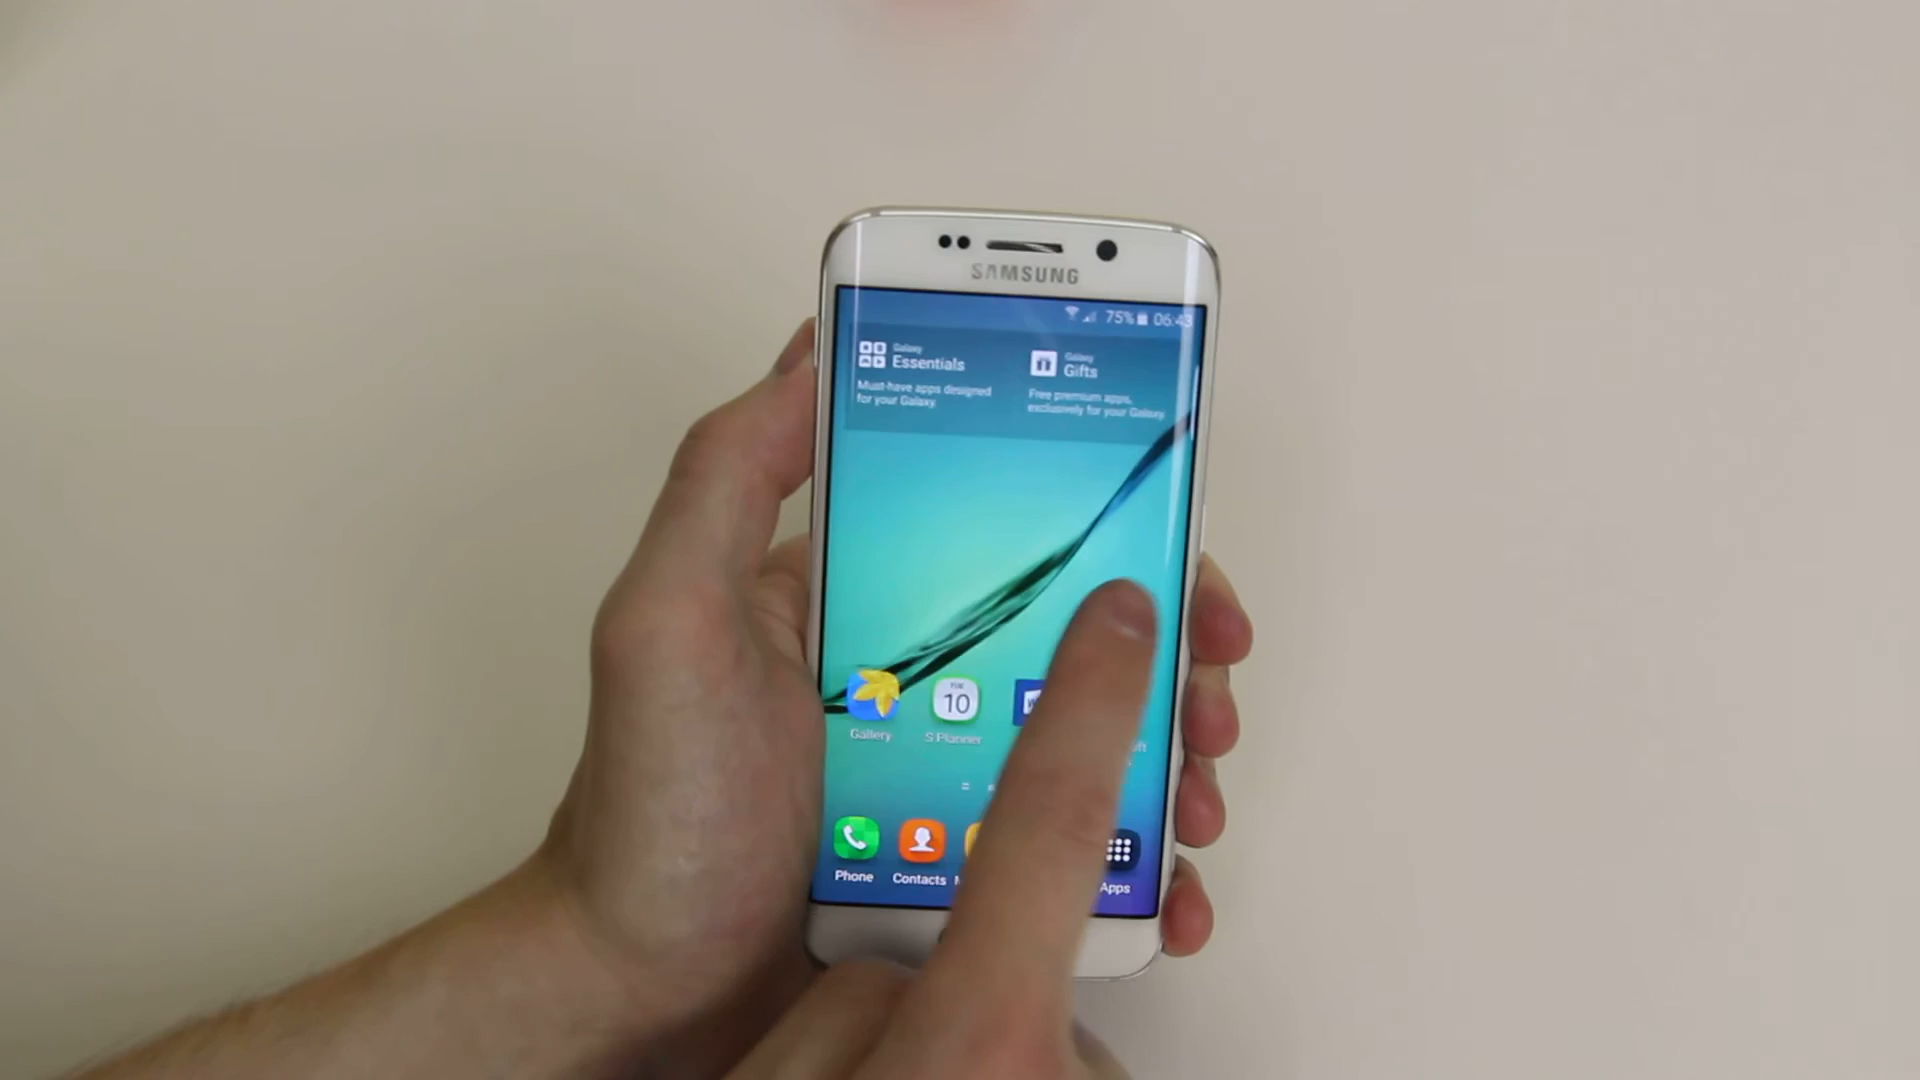 SAMSUNG
75% 06:43
Galaxy
Essentials
Must-have apps designed
for your Galaxy.
Galaxy
Gifts
Free premium apps,
exclusively for your Galaxy.
TUE
10
Gallery
S Planner
Phone
Contacts
Apps